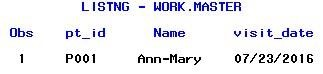 LISTNG - WORK.MASTER
Obs pt_id Name visit_date
1 P001 Ann-Mary 07/23/2016